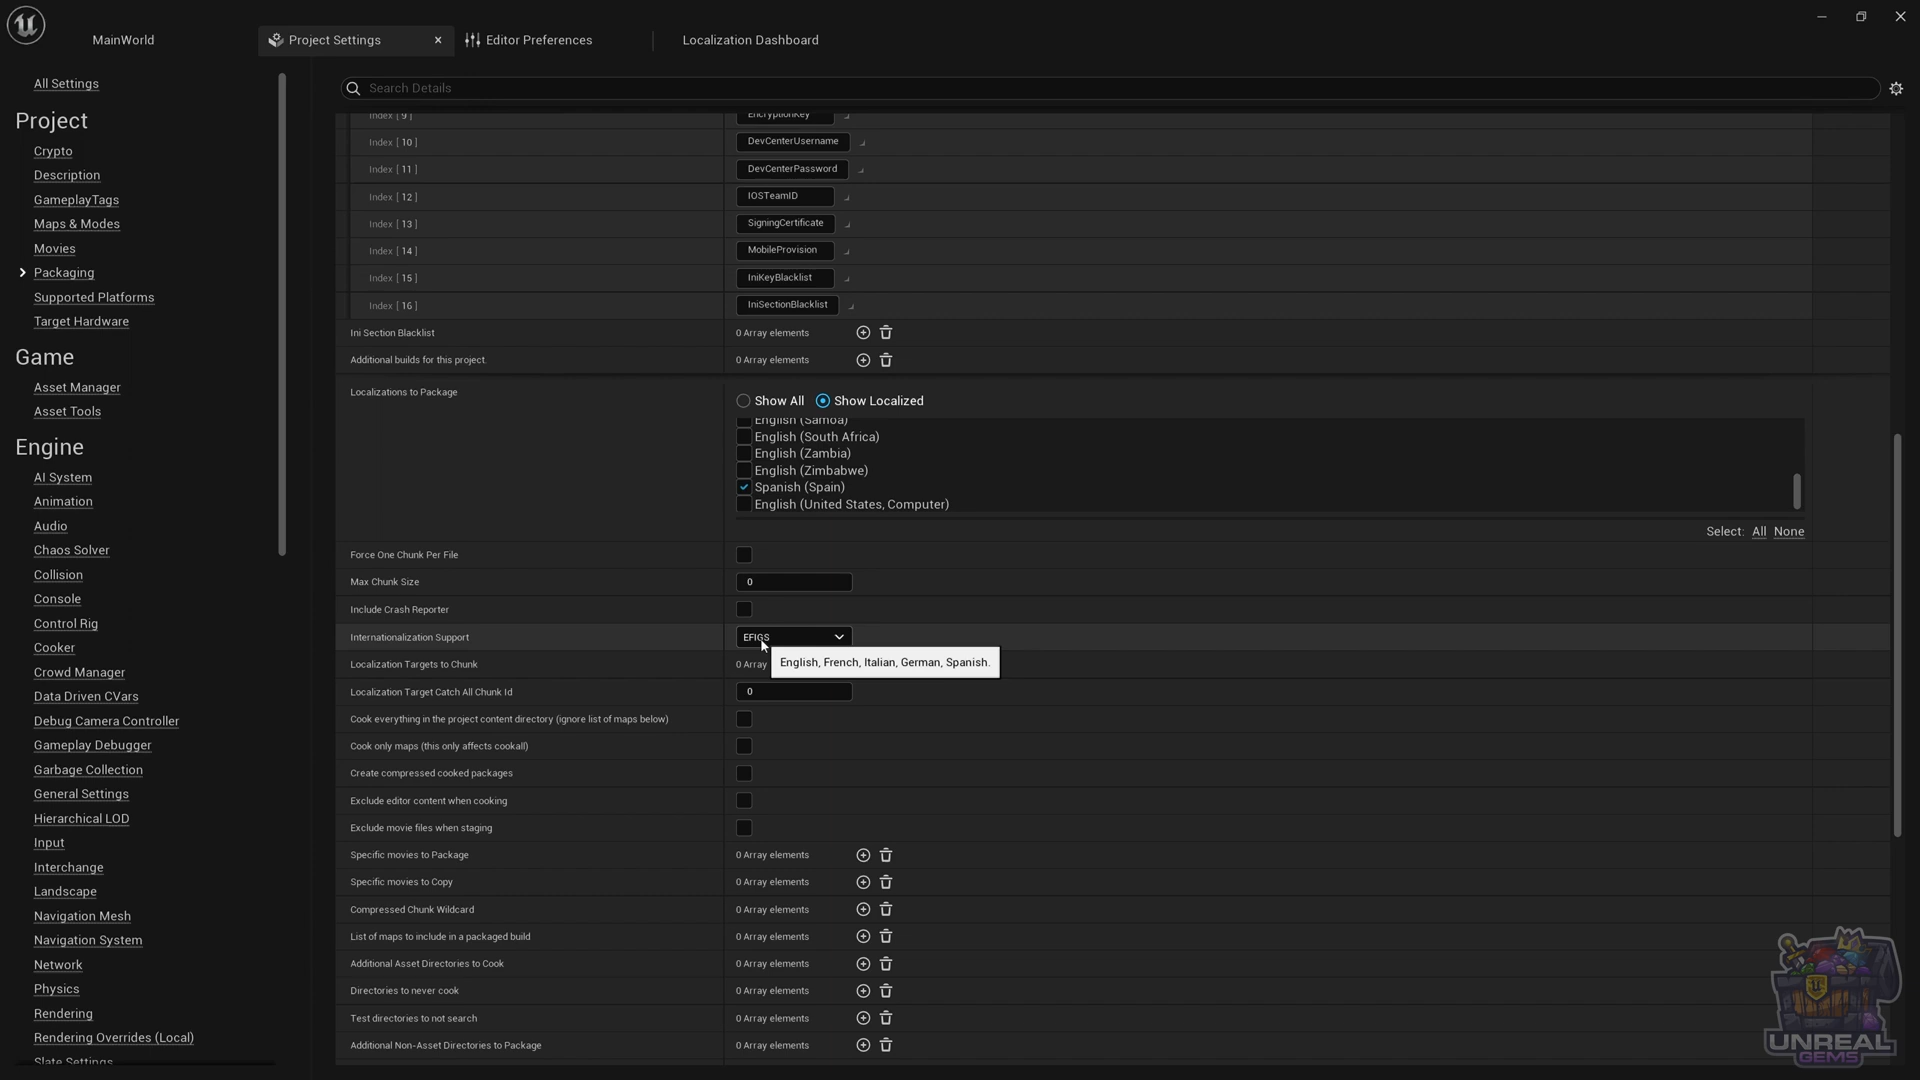 MainWorld
Project Settings
Editor Preferences
Localization Dashboard
All Settings
Project
Crypto
Description
GameplayTags
Maps & Modes
Movies
Packaging
Supported Platforms
Target Hardware
Game
Asset Manager
Asset Tools
Engine
AI System
Animation
Audio
Chaos Solver
Collision
Console
Control Rig
Cooker
Crowd Manager
Data Driven CVars
Debug Camera Controller
Gameplay Debugger
Garbage Collection
General Settings
Hierarchical LOD
Input
Interchange
Landscape
Navigation Mesh
Navigation System
Network
Physics
Rendering
Rendering Overrides (Local)
Slate Settings
Search Details
Index [ 9 ] EncryptionKey
Index [ 10 ] DevCenterUsername
Index [ 11 ] DevCenterPassword
Index [ 12 ] IOSTeamID
Index [ 13 ] SigningCertificate
Index [ 14 ] MobileProvision
Index [ 15 ] IniKeyBlacklist
Index [ 16 ] IniSectionBlacklist
Ini Section Blacklist 0 Array elements
Additional builds for this project. 0 Array elements
Localizations to Package
Show All Show Localized
English (Samoa)
English (South Africa)
English (Zambia)
English (Zimbabwe)
Spanish (Spain)
English (United States, Computer)
Select: All None
Force One Chunk Per File
Max Chunk Size 0
Include Crash Reporter
Internationalization Support EFIGS
English, French, Italian, German, Spanish.
Localization Targets to Chunk 0 Array
Localization Target Catch All Chunk Id 0
Cook everything in the project content directory (ignore list of maps below)
Cook only maps (this only affects cookall)
Create compressed cooked packages
Exclude editor content when cooking
Exclude movie files when staging
Specific movies to Package 0 Array elements
Specific movies to Copy 0 Array elements
Compressed Chunk Wildcard 0 Array elements
List of maps to include in a packaged build 0 Array elements
Additional Asset Directories to Cook 0 Array elements
Directories to never cook 0 Array elements
Test directories to not search 0 Array elements
Additional Non-Asset Directories to Package 0 Array elements
UNREAL
GEMS